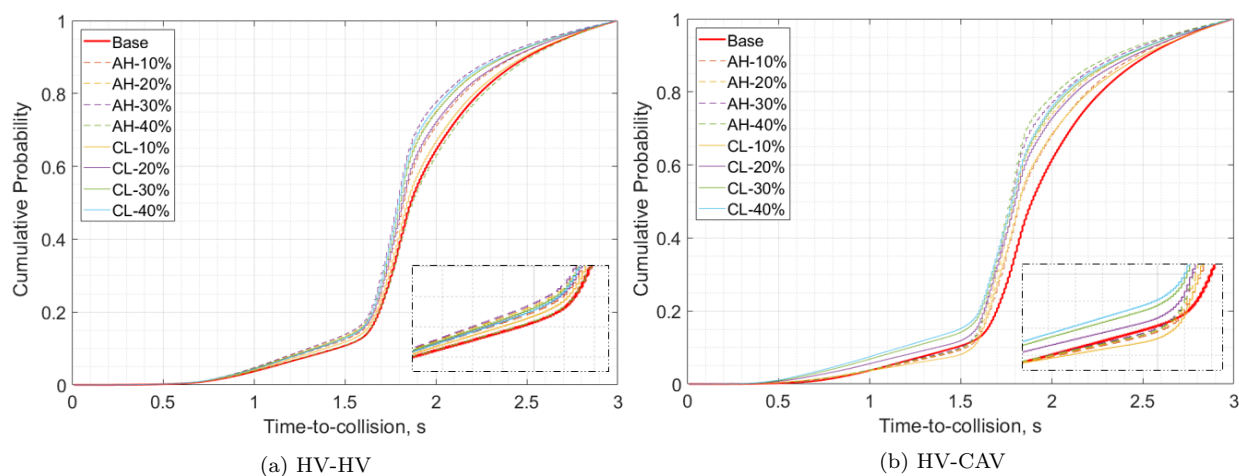 1
0.8
0.6
0.4
0.2
0
Cumulative Probability
Base
AH-10%
AH-20%
AH-30%
AH-40%
CL-10%
CL-20%
CL-30%
CL-40%
0 0.5 1 1.5 2 2.5 3
Time-to-collision, s
(a) HV-HV
1
0.8
0.6
0.4
0.2
0
Cumulative Probability
Base
AH-10%
AH-20%
AH-30%
AH-40%
CL-10%
CL-20%
CL-30%
CL-40%
0 0.5 1 1.5 2 2.5 3
Time-to-collision, s
(b) HV-CAV